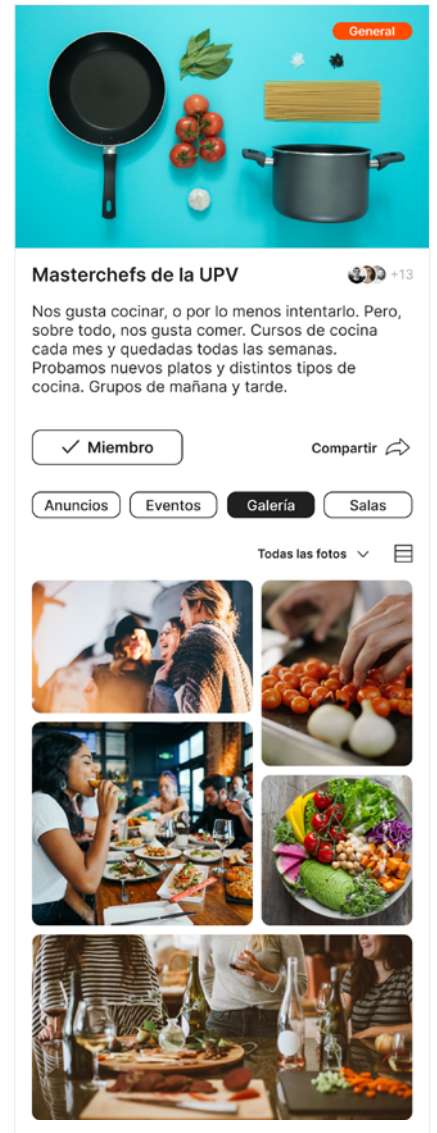 General
Masterchefs de la UPV
+13
Nos gusta cocinar, o por lo menos intentarlo. Pero,
sobre todo, nos gusta comer. Cursos de cocina
cada mes y quedadas todas las semanas.
Probamos nuevos platos y distintos tipos de
cocina. Grupos de mañana y tarde.
Miembro
Compartir
Anuncios Eventos Galería Salas
Todas las fotos